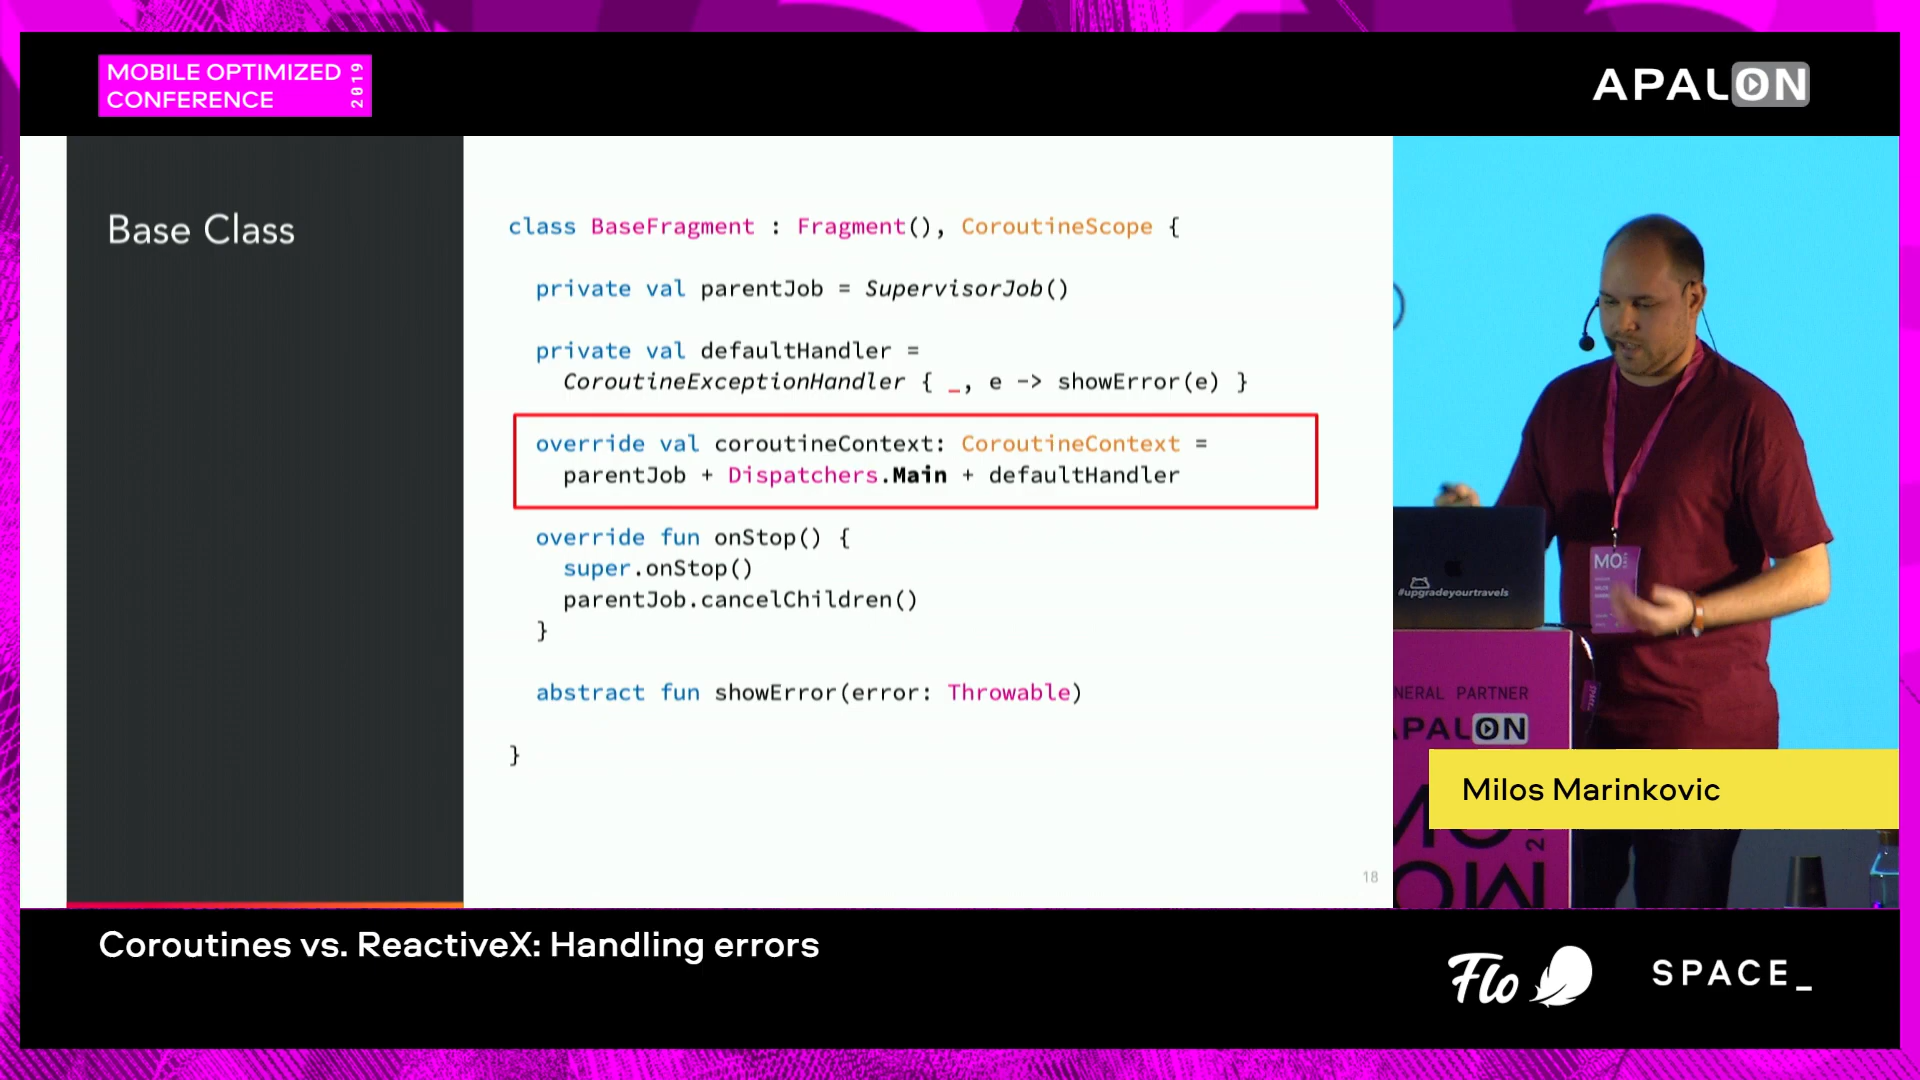 MOBILE OPTIMIZED
CONFERENCE
2019
APALON
Base Class
class BaseFragment : Fragment(), CoroutineScope {
private val parentJob = SupervisorJob()
private val defaultHandler =
CoroutineExceptionHandler { _, e -> showError(e) }
override val coroutineContext: CoroutineContext =
parentJob + Dispatchers.Main + defaultHandler
override fun onStop() {
super.onStop()
parentJob.cancelChildren()
}
abstract fun showError(error: Throwable)
}
18
MO
#upgradeyourtravels
NERAL PARTNER
APALON
Milos Marinkovic
Coroutines vs. ReactiveX: Handling errors
Flo
SPACE_